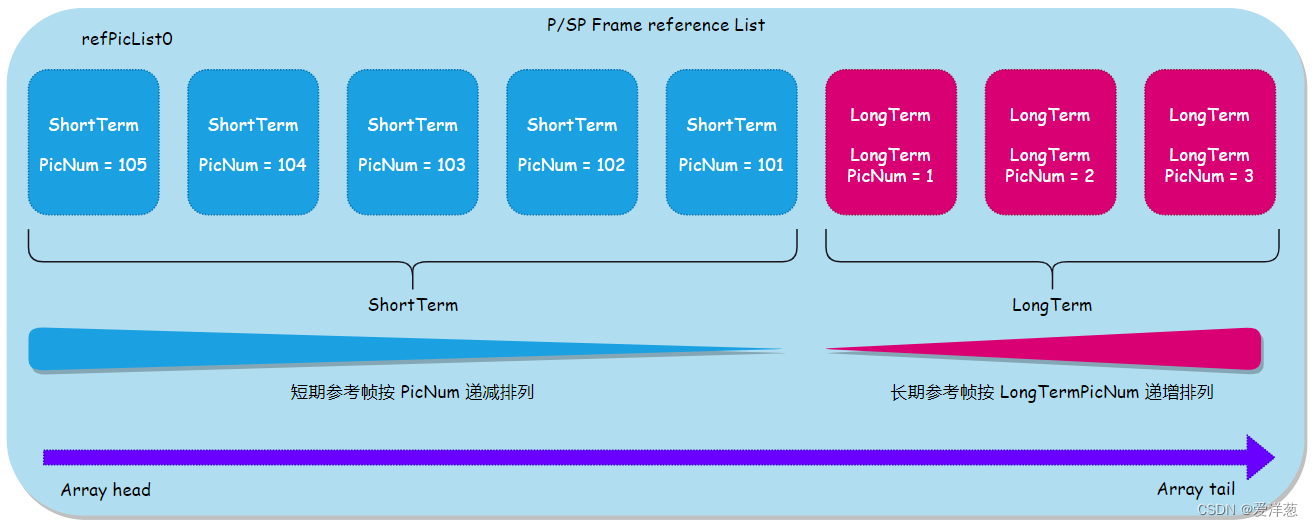 P/SP Frame reference List
refPicList0
ShortTerm
PicNum = 105
ShortTerm
PicNum = 104
ShortTerm
PicNum = 103
ShortTerm
PicNum = 102
ShortTerm
PicNum = 101
LongTerm
LongTerm
PicNum = 1
LongTerm
LongTerm
PicNum = 2
LongTerm
LongTerm
PicNum = 3
ShortTerm
LongTerm
短期参考帧按 PicNum 递减排列
长期参考帧按 LongTermPicNum 递增排列
Array head
Array tail
CSDN @爱洋葱